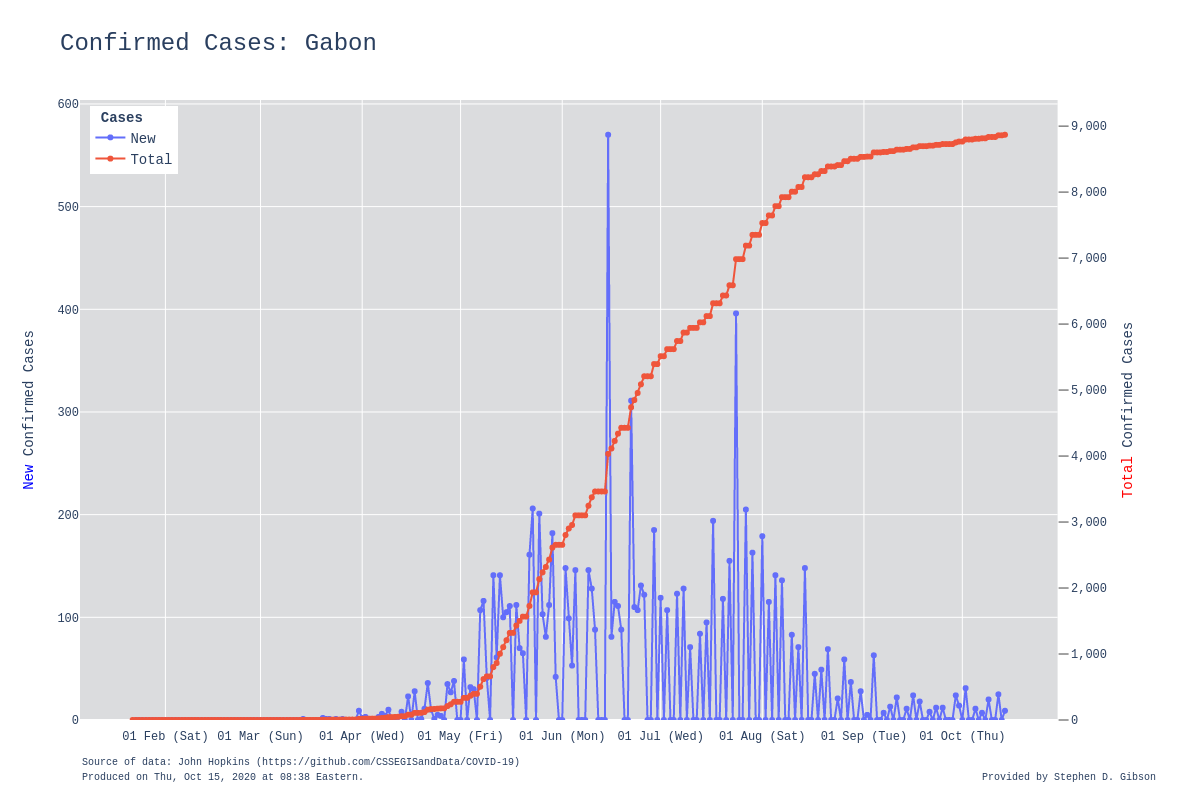 Confirmed Cases: Gabon
Cases
New
Total
600
500
400
300
200
100
0
9,000
8,000
7,000
6,000
5,000
4,000
3,000
2,000
1,000
0
New Confirmed Cases
Total Confirmed Cases
01 Feb (Sat) 01 Mar (Sun) 01 Apr (Wed) 01 May (Fri) 01 Jun (Mon) 01 Jul (Wed) 01 Aug (Sat) 01 Sep (Tue) 01 Oct (Thu)
Source of data: John Hopkins (https://github.com/CSSEGISandData/COVID-19)
Produced on Thu, Oct 15, 2020 at 08:38 Eastern.
Provided by Stephen D. Gibson